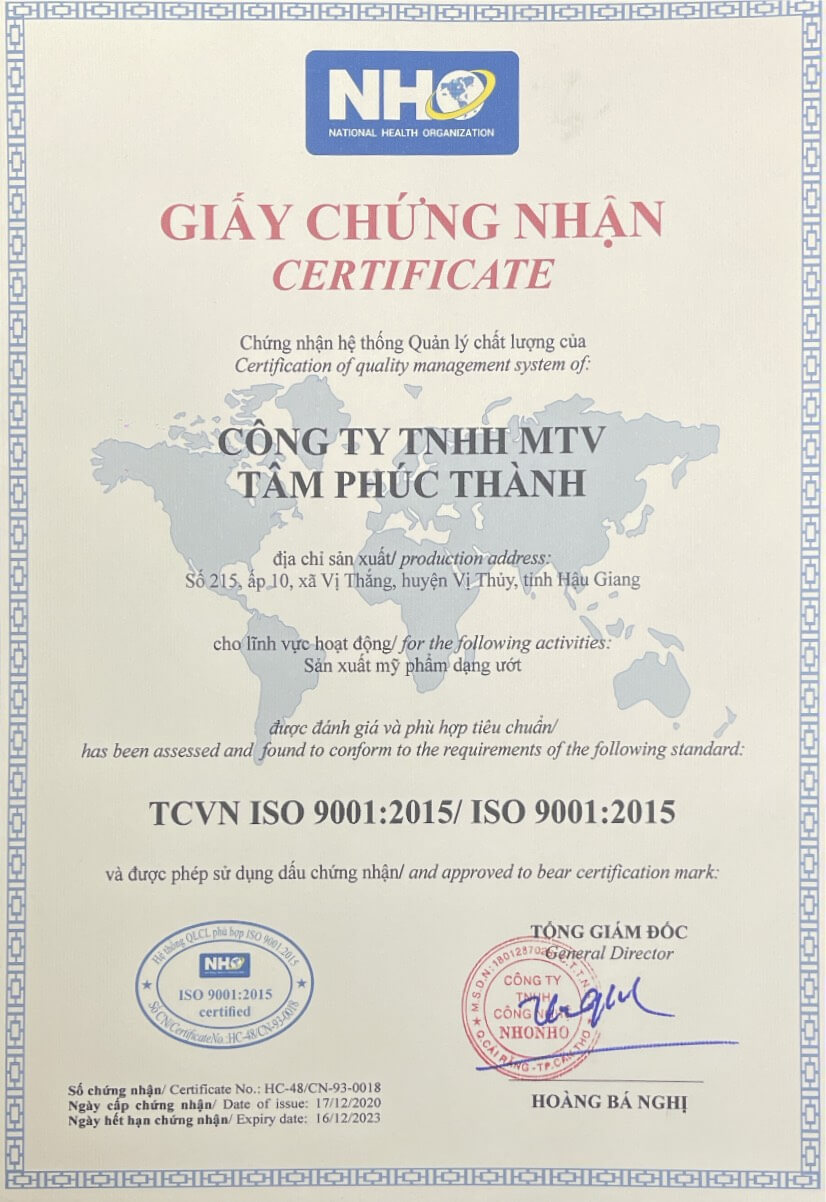 NHO
NATIONAL HEALTH ORGANIZATION
GIẤY CHỨNG NHẬN
CERTIFICATE
Chứng nhận hệ thống Quản lý chất lượng của
Certification of quality management system of:
CÔNG TY TNHH MTV
TÂM PHÚC THÀNH
địa chỉ sản xuất/ production address:
Số 215, ấp 10, xã Vị Thắng, huyện Vị Thủy, tỉnh Hậu Giang
cho lĩnh vực hoạt động/ for the following activities:
Sản xuất mỹ phẩm dạng ướt
được đánh giá và phù hợp tiêu chuẩn/
has been assessed and found to conform to the requirements of the following standard:
TCVN ISO 9001:2015/ ISO 9001:2015
và được phép sử dụng dấu chứng nhận/ and approved to bear certification mark:
Hệ thống QLCL phù hợp ISO 9001:2015
NHO
ISO 9001:2015
certified
Số CN/Certificate No.:HC-48/CN-93-0018
TỔNG GIÁM ĐỐC
General Director
M.S.D.N:
CÔNG TY
TNHH
CÔNG
NHONHO
Q.CÁI RĂNG-TP.CẦN THƠ
HOÀNG BÁ NGHỊ
Số chứng nhận/ Certificate No.: HC-48/CN-93-0018
Ngày cấp chứng nhận/ Date of issue: 17/12/2020
Ngày hết hạn chứng nhận/ Expiry date: 16/12/2023